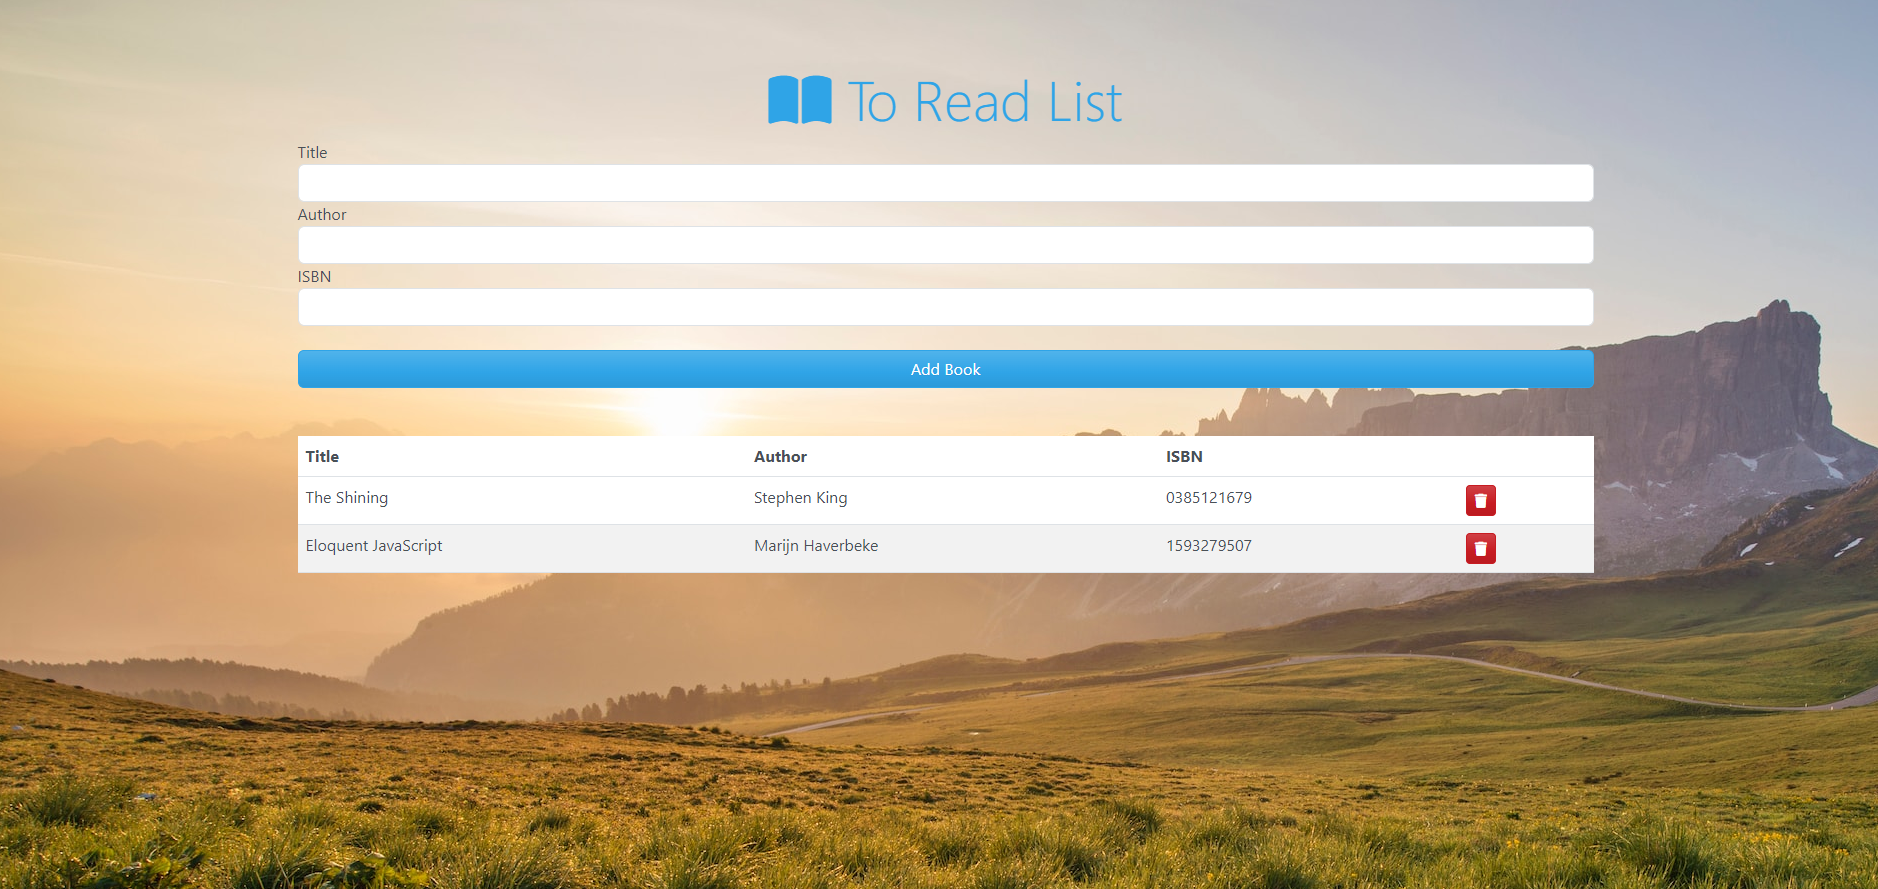 To Read List
Title
Author
ISBN
Add Book
Title Author ISBN
The Shining Stephen King 0385121679
Eloquent JavaScript Marijn Haverbeke 1593279507